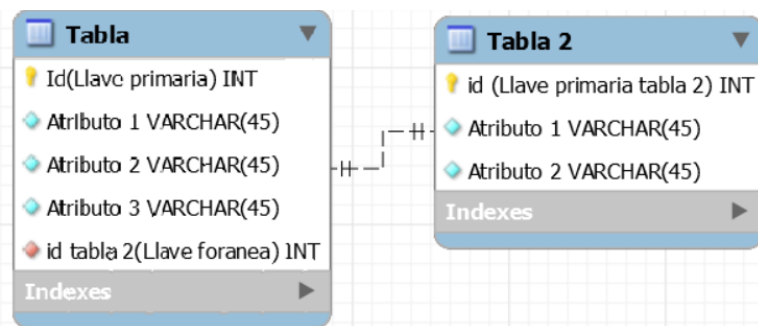 Tabla
Id(Llave primaria) INT
Atributo 1 VARCHAR(45)
Atributo 2 VARCHAR(45)
Atributo 3 VARCHAR(45)
id tabla 2(Llave foranea) INT
Indexes
Tabla 2
id (Llave primaria tabla 2) INT
Atributo 1 VARCHAR(45)
Atributo 2 VARCHAR(45)
Indexes